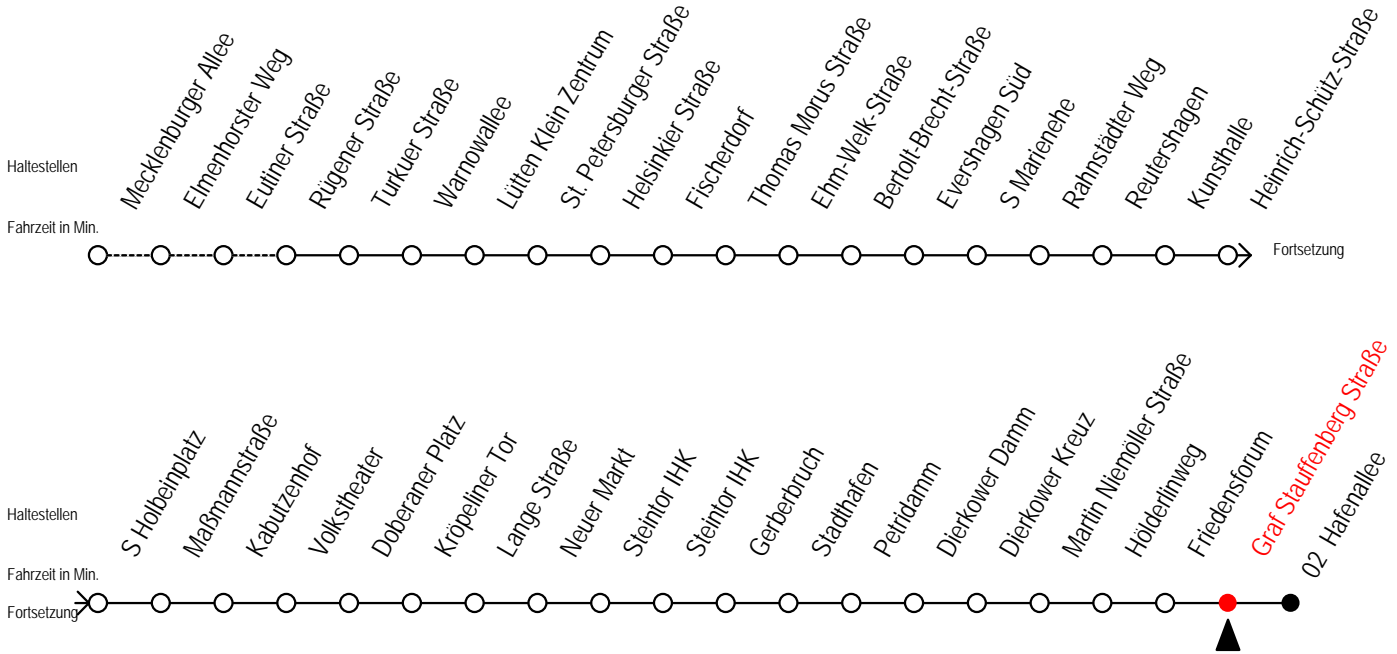 Haltestellen
Mecklenburger Allee
Elmenhorster Weg
Eutiner Straße
Rügener Straße
Turkuer Straße
Warnowallee
Lütten Klein Zentrum
St. Petersburger Straße
Helsinkier Straße
Fischerdorf
Thomas Morus Straße
Ehm-Welk-Straße
Bertolt-Brecht-Straße
Evershagen Süd
S Marienehe
Rahnstädter Weg
Reutershagen
Kunsthalle
Heinrich-Schütz-Straße
Fahrzeit in Min.
Fortsetzung
Haltestellen
S Holbeinplatz
Maßmannstraße
Kabutzenhof
Volkstheater
Doberaner Platz
Kröpeliner Tor
Lange Straße
Neuer Markt
Steintor IHK
Steintor IHK
Gerberbruch
Stadthafen
Petridamm
Dierkower Damm
Dierkower Kreuz
Martin Niemöller Straße
Hölderlinweg
Friedensforum
Graf Stauffenberg Straße
02 Hafenallee
Fahrzeit in Min.
Fortsetzung